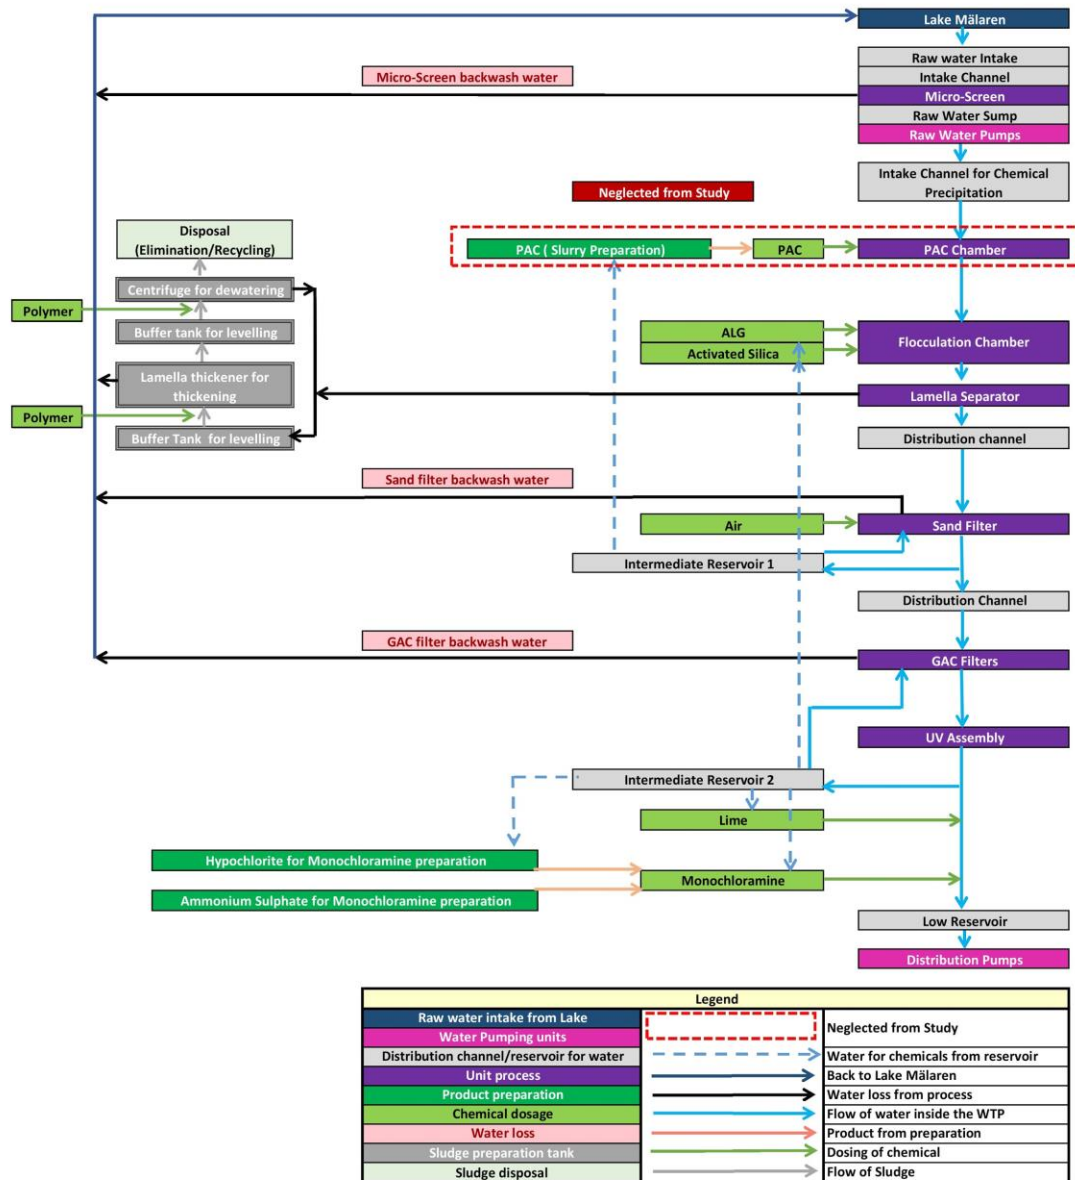 Lake Mälaren
Raw water Intake
Micro-Screen backwash water
Intake Channel
Micro-Screen
Raw Water Sump
Raw Water Pumps
Intake Channel for Chemical
Precipitation
Neglected from Study
Disposal
(Elimination/Recycling)
PAC ( Slurry Preparation)
PAC
PAC Chamber
Centrifuge for dewatering
Polymer
Buffer tank for levelling
ALG
Activated Silica
Flocculation Chamber
Lamella thickener for
thickening
Lamella Separator
Polymer
Buffer Tank for levelling
Distribution channel
Sand filter backwash water
Air
Sand Filter
Intermediate Reservoir 1
Distribution Channel
GAC filter backwash water
GAC Filters
UV Assembly
Intermediate Reservoir 2
Lime
Hypochlorite for Monochloramine preparation
Monochloramine
Ammonium Sulphate for Monochloramine preparation
Low Reservoir
Distribution Pumps
Legend
Raw water intake from Lake
Water Pumping units
Neglected from Study
Distribution channel/reservoir for water
Water for chemicals from reservoir
Unit process
Back to Lake Mälaren
Product preparation
Water loss from process
Chemical dosage
Flow of water inside the WTP
Water loss
Product from preparation
Sludge preparation tank
Dosing of chemical
Sludge disposal
Flow of Sludge